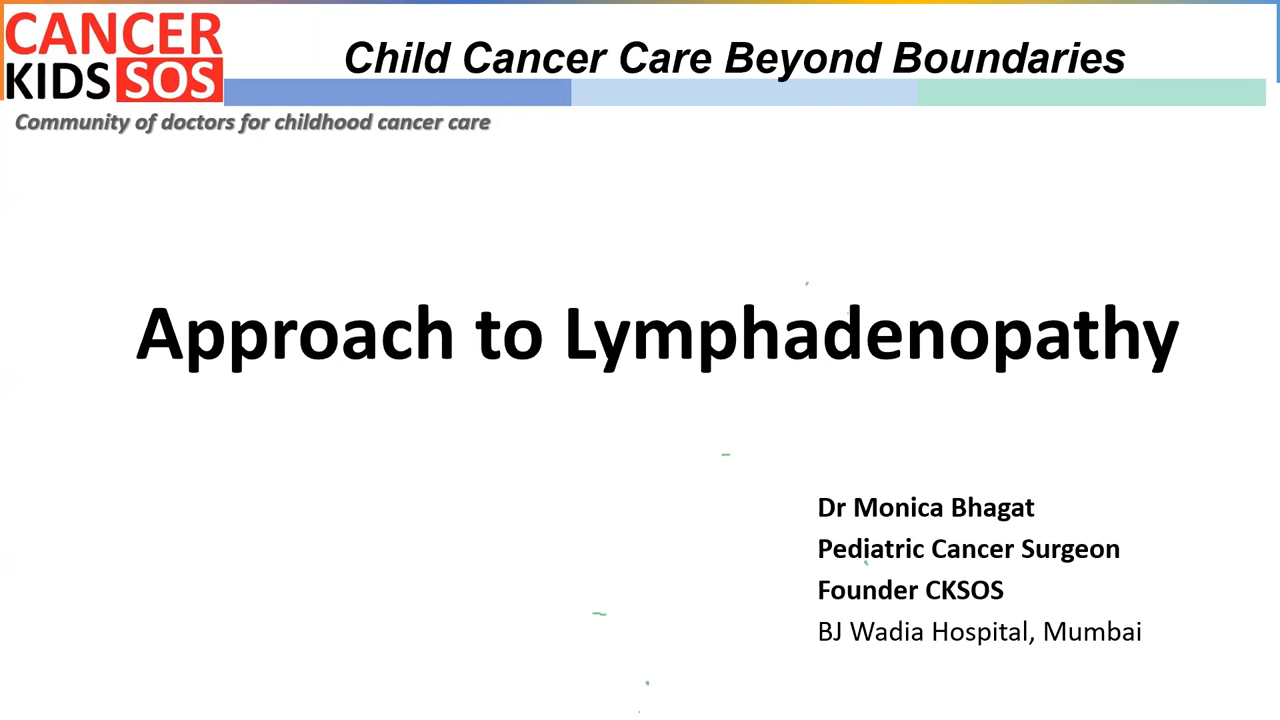 CANCER
KIDS SOS
Child Cancer Care Beyond Boundaries
Community of doctors for childhood cancer care
Approach to Lymphadenopathy
Dr Monica Bhagat
Pediatric Cancer Surgeon
Founder CKSOS
BJ Wadia Hospital, Mumbai